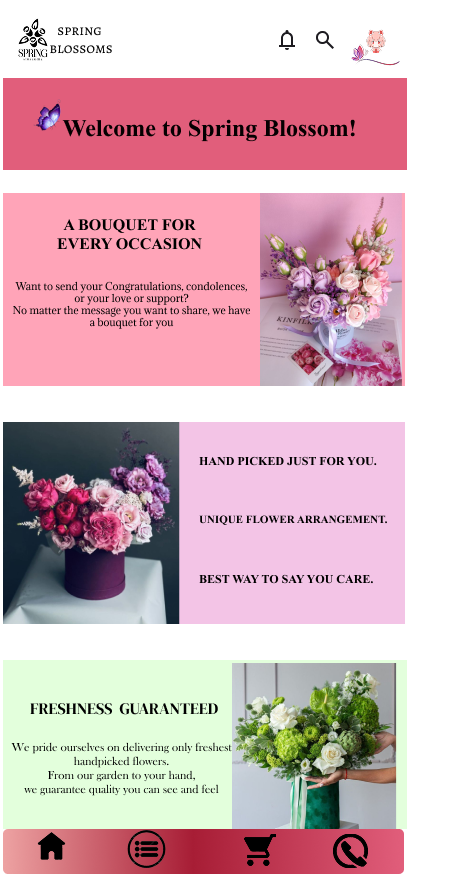 SPRING
BLOSSOMS
SPRING
Welcome to Spring Blossom!
A BOUQUET FOR
EVERY OCCASION
Want to send your Congratulations, condolences,
or your love or support?
No matter the message you want to share, we have
a bouquet for you
KINFI
HAND PICKED JUST FOR YOU.
UNIQUE FLOWER ARRANGEMENT.
BEST WAY TO SAY YOU CARE.
FRESHNESS GUARANTEED
We pride ourselves on delivering only freshest
handpicked flowers.
From our garden to your hand,
we guarantee quality you can see and feel